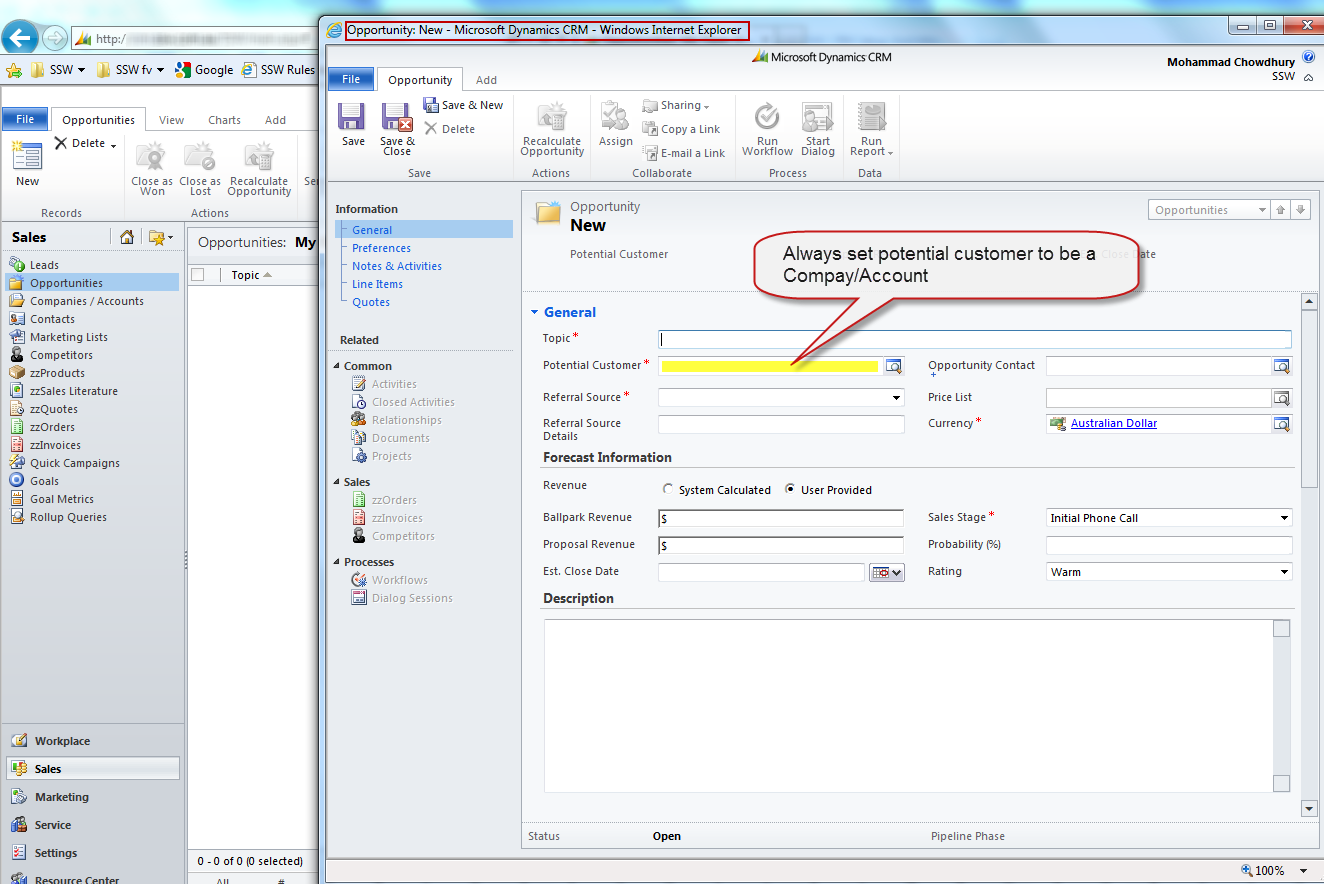 Opportunity: New - Microsoft Dynamics CRM - Windows Internet Explorer
http:/
SSW
SSW fv
Google
SSW Rules
Microsoft Dynamics CRM
Mohammad Chowdhury
SSW
File
Opportunities
View
Charts
Add
New
Delete
Close as Won
Close as Lost
Recalculate Opportunity
Records
Actions
Sales
Leads
Opportunities
Companies / Accounts
Contacts
Marketing Lists
Competitors
zzProducts
zzSales Literature
zzQuotes
zzOrders
zzInvoices
Quick Campaigns
Goals
Goal Metrics
Rollup Queries
Workplace
Sales
Marketing
Service
Settings
Resource Center
Opportunities: My
Topic
0 - 0 of 0 (0 selected)
All #
File
Opportunity
Add
Save
Save & Close
Save & New
Delete
Save
Recalculate Opportunity
Actions
Assign
Sharing
Copy a Link
E-mail a Link
Collaborate
Run Workflow
Start Dialog
Process
Run Report
Data
Information
General
Preferences
Notes & Activities
Line Items
Quotes
Related
Common
Activities
Closed Activities
Relationships
Documents
Projects
Sales
zzOrders
zzInvoices
Competitors
Processes
Workflows
Dialog Sessions
Opportunity
New
Opportunities
Potential Customer
Always set potential customer to be a
Compay/Account
Close Date
General
Topic*
Potential Customer*
Opportunity Contact
+
Referral Source*
Price List
Referral Source Details
Currency*
Australian Dollar
Forecast Information
Revenue
System Calculated
User Provided
Ballpark Revenue
$
Sales Stage*
Initial Phone Call
Proposal Revenue
$
Probability (%)
Est. Close Date
Rating
Warm
Description
Status
Open
Pipeline Phase
100%